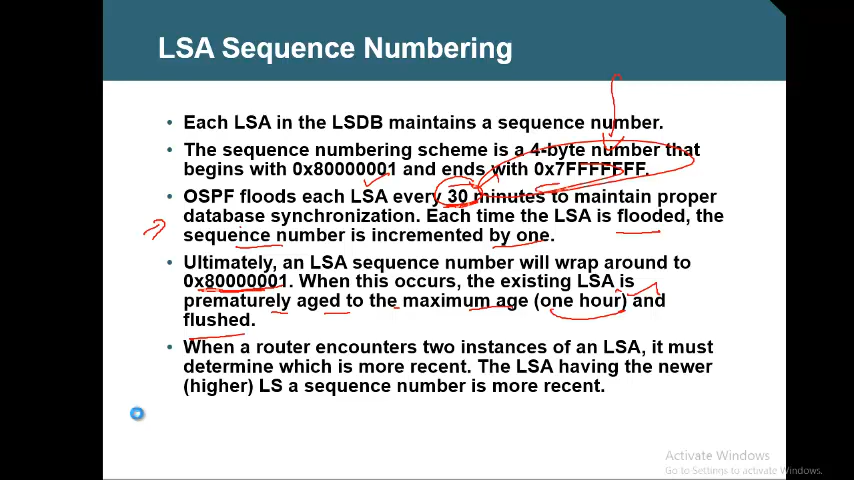 LSA Sequence Numbering
• Each LSA in the LSDB maintains a sequence number.
• The sequence numbering scheme is a 4-byte number that
begins with 0x80000001 and ends with 0x7FFFFFFF.
• OSPF floods each LSA every 30 minutes to maintain proper
database synchronization. Each time the LSA is flooded, the
sequence number is incremented by one.
• Ultimately, an LSA sequence number will wrap around to
0x80000001. When this occurs, the existing LSA is
prematurely aged to the maximum age (one hour) and
flushed.
• When a router encounters two instances of an LSA, it must
determine which is more recent. The LSA having the newer
(higher) LS a sequence number is more recent.
Activate Windows
Go to Settings to activate Windows.